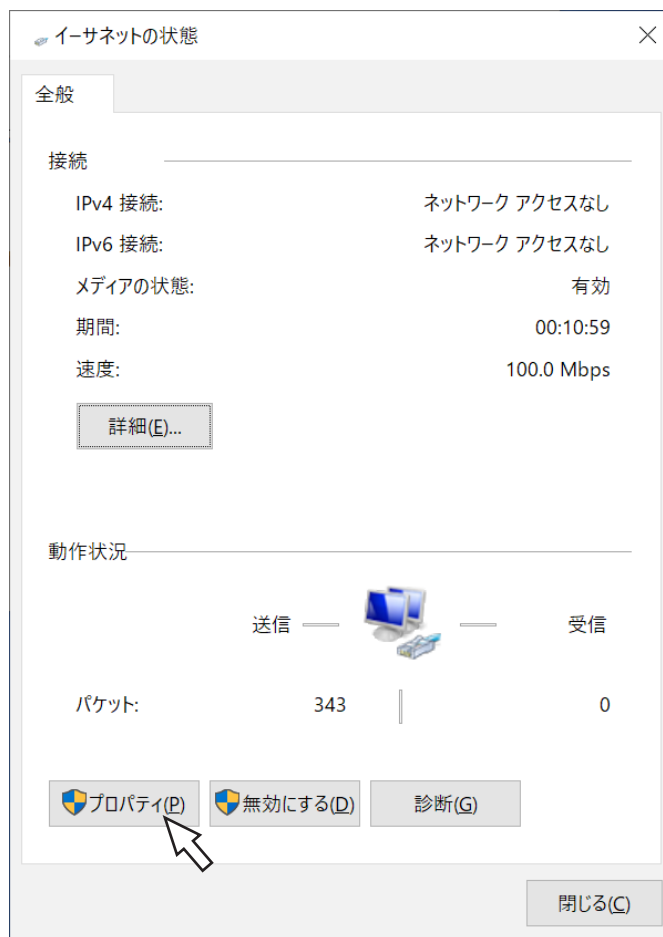 イーサネットの状態
全般
接続
IPv4 接続: ネットワーク アクセスなし
IPv6 接続: ネットワーク アクセスなし
メディアの状態: 有効
期間: 00:10:59
速度: 100.0 Mbps
詳細(E)...
動作状況
送信 受信
パケット: 343 0
プロパティ(P) 無効にする(D) 診断(G)
閉じる(C)